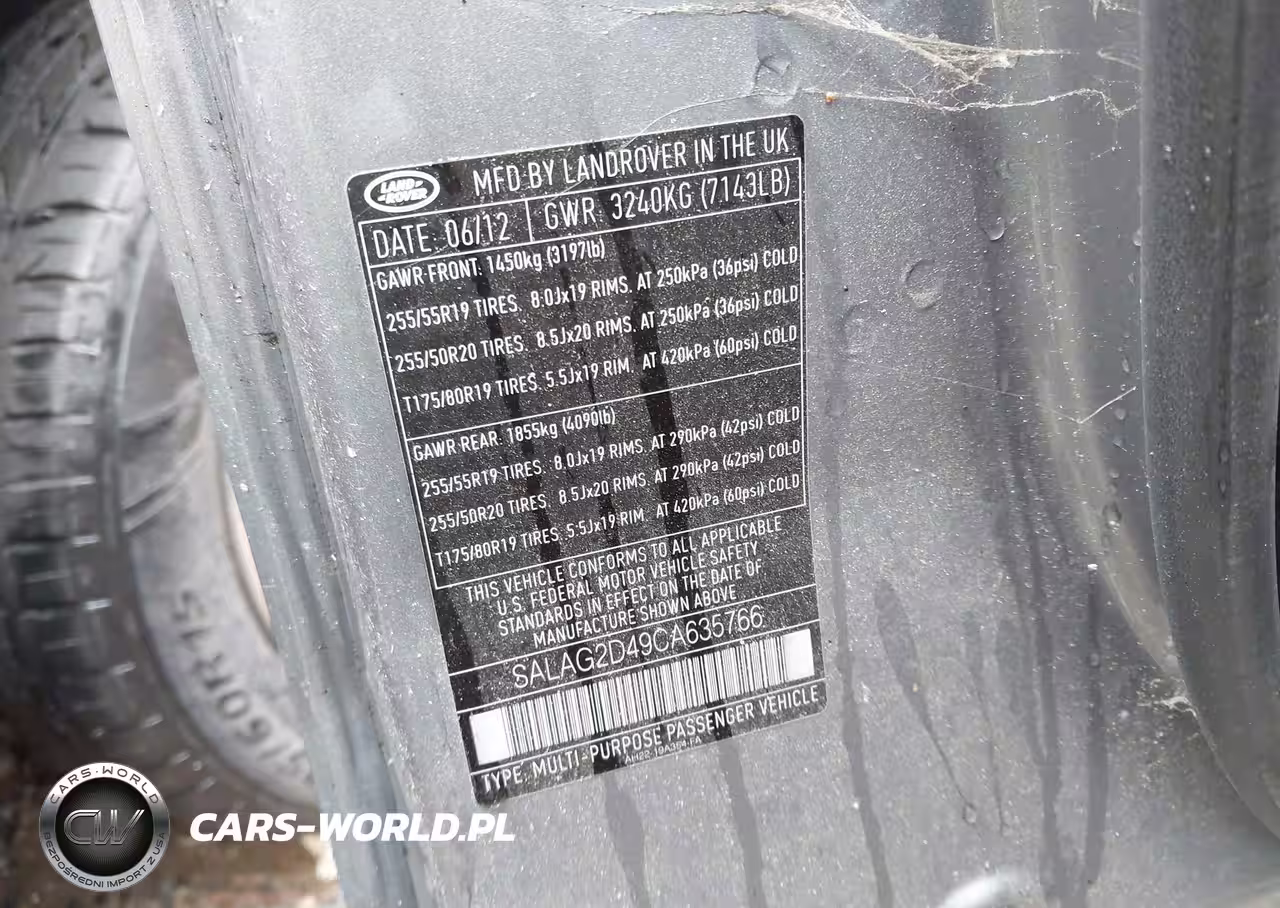 LAND ROVER
MFD BY LANDROVER IN THE UK
DATE: 06/12 GWR: 3240KG (7143LB)
GAWR FRONT: 1450kg (3197lb)
255/55R19 TIRES, 8.0Jx19 RIMS, AT 250kPa (36psi) COLD
255/50R20 TIRES, 8.5Jx20 RIMS, AT 250kPa (36psi) COLD
T175/80R19 TIRES, 5.5Jx19 RIM, AT 420kPa (60psi) COLD
GAWR REAR: 1855kg (4090lb)
255/55R19 TIRES, 8.0Jx19 RIMS, AT 290kPa (42psi) COLD
255/50R20 TIRES, 8.5Jx20 RIMS, AT 290kPa (42psi) COLD
T175/80R19 TIRES, 5.5Jx19 RIM, AT 420kPa (60psi) COLD
THIS VEHICLE CONFORMS TO ALL APPLICABLE
U.S. FEDERAL MOTOR VEHICLE SAFETY
STANDARDS IN EFFECT ON THE DATE OF
MANUFACTURE SHOWN ABOVE
SALAG2D49CA635766
TYPE: MULTI-PURPOSE PASSENGER VEHICLE
/60R15
CARS-WORLD
CW
BEZPOŚREDNI IMPORT Z USA
CARS-WORLD.PL